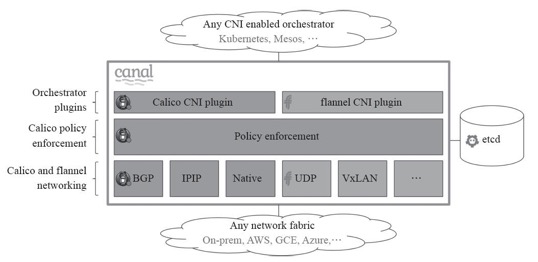 Any CNI enabled orchestrator
Kubernetes, Mesos, …
canal
Orchestrator
plugins
Calico CNI plugin
flannel CNI plugin
Calico policy
enforcement
Policy enforcement
etcd
Calico and flannel
networking
BGP
IPIP
Native
UDP
VxLAN
…
Any network fabric
On-prem, AWS, GCE, Azure,…